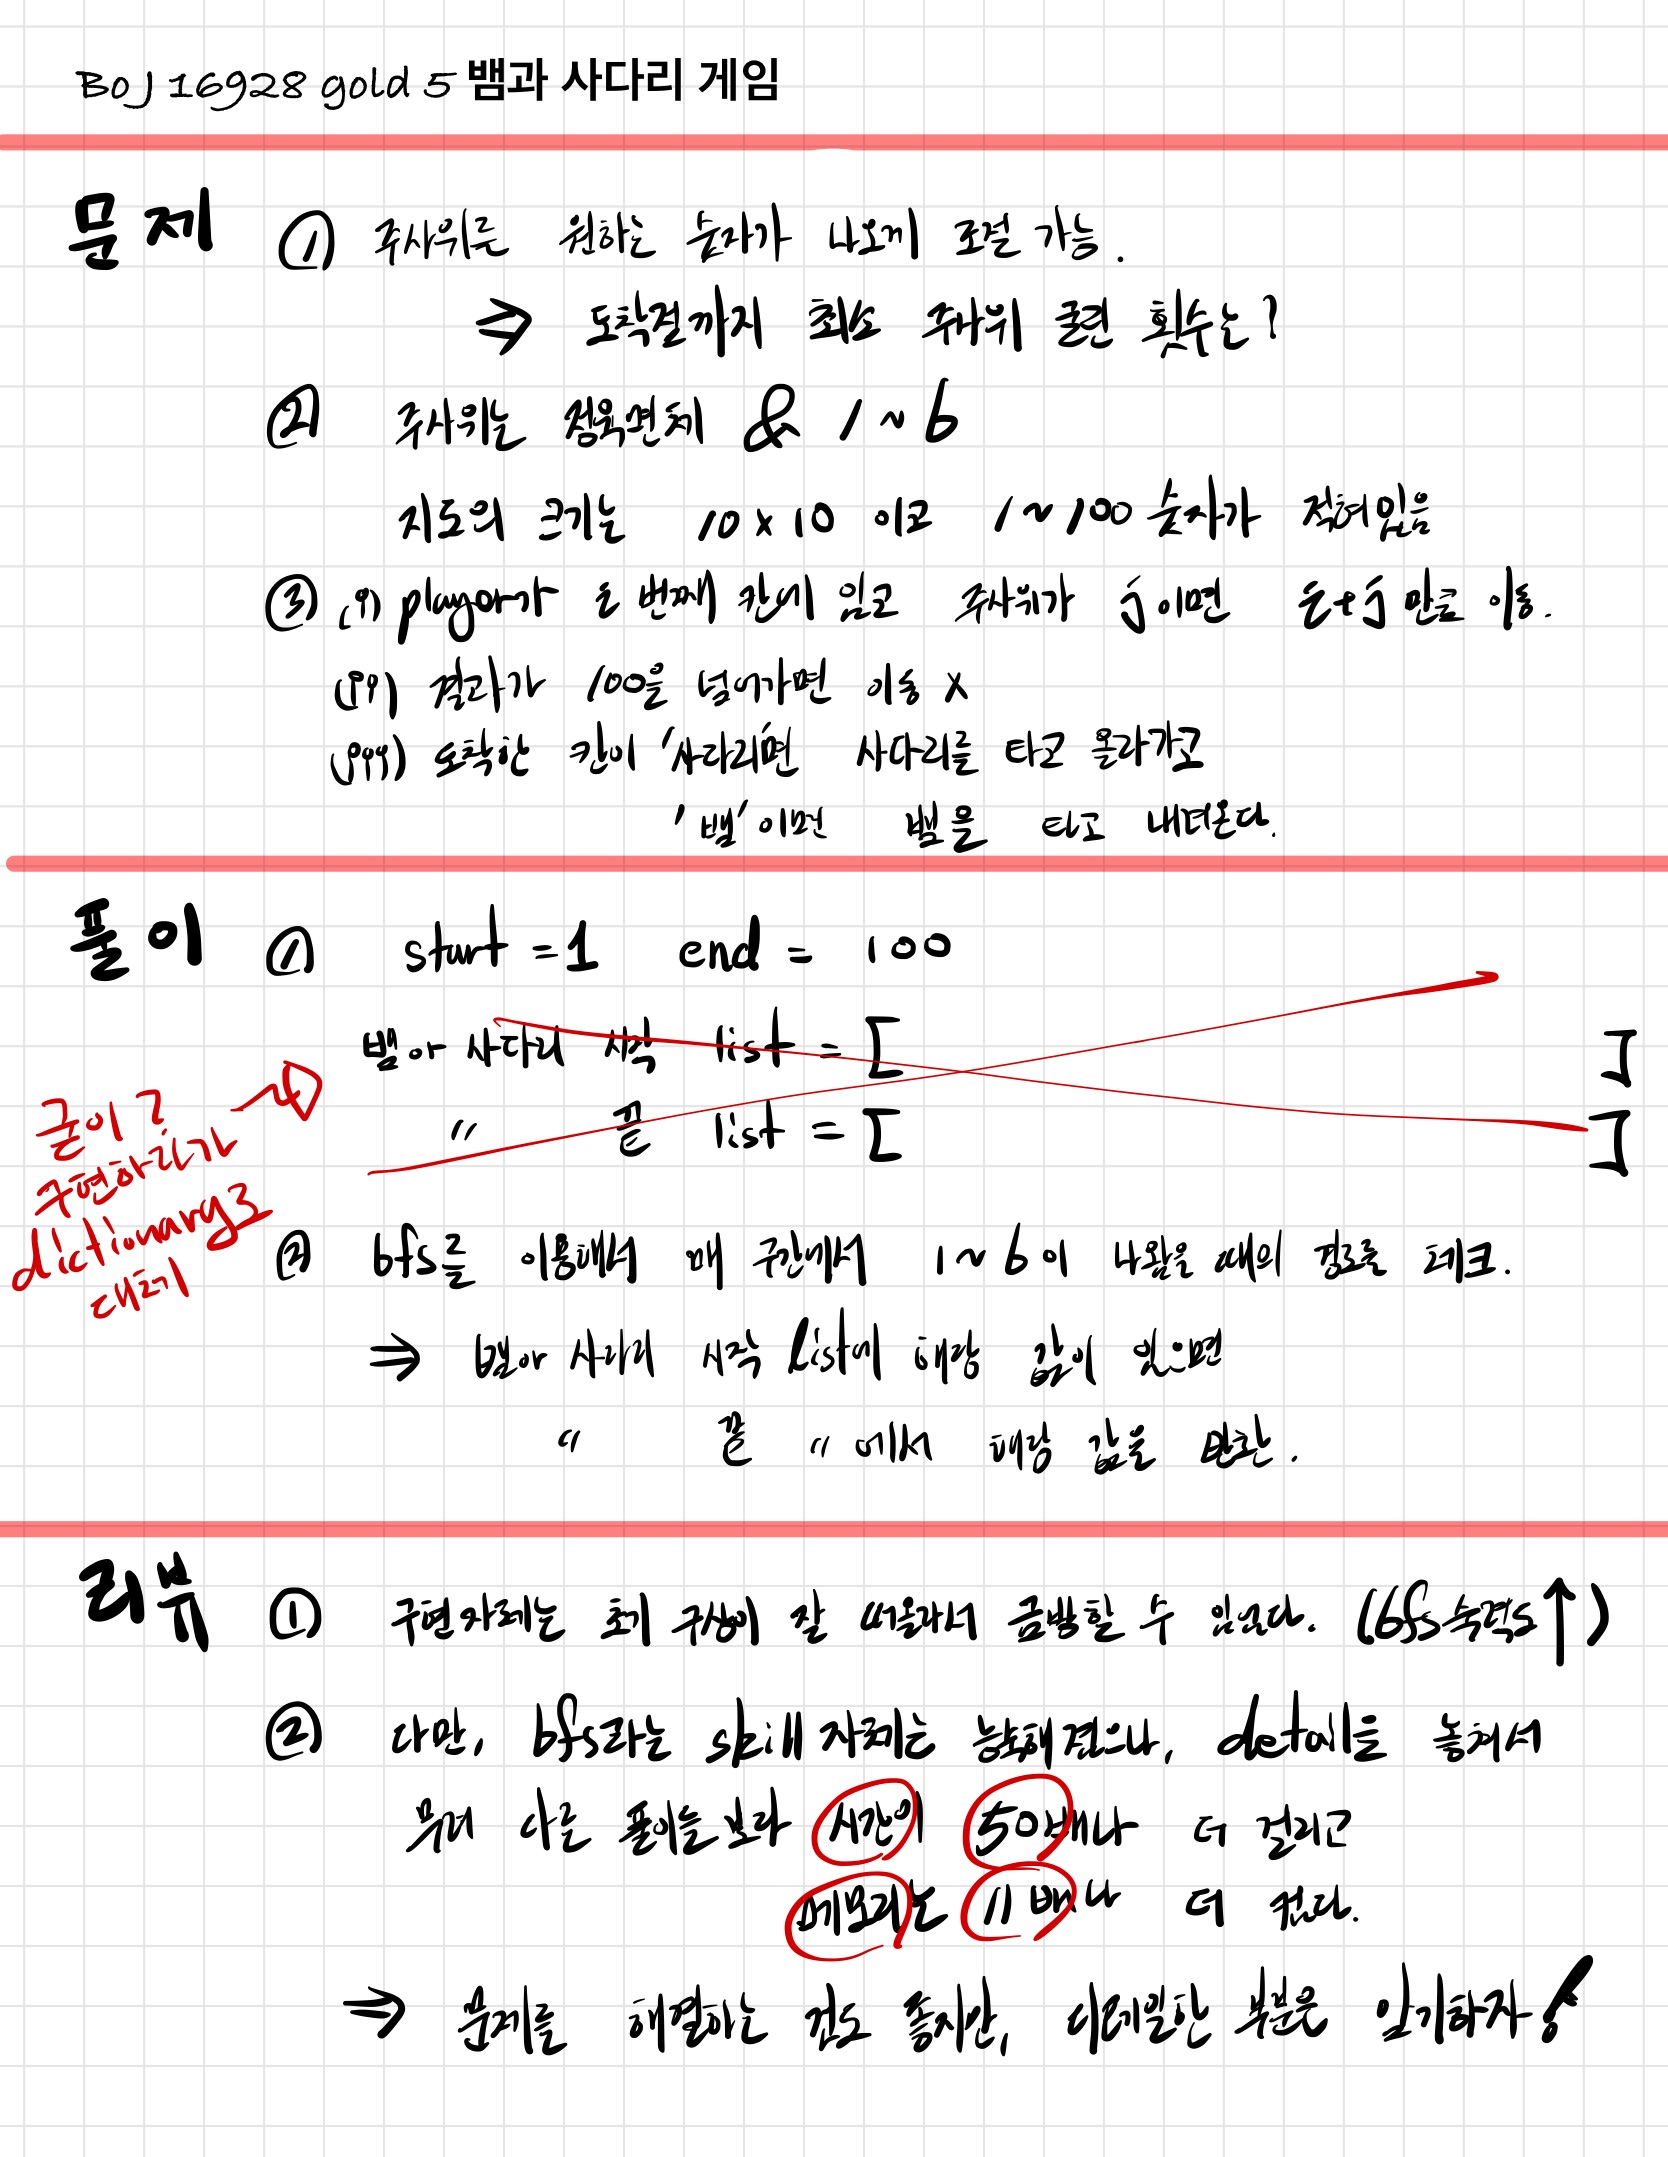 BOJ 16928 gold 5 뱀과 사다리 게임
문제 ① 주사위를 원하는 숫자가 나오게 조절 가능.
⇒ 도착점까지 최소 주사위 굴린 횟수는?
② 주사위는 정육면체 & 1~6
지도의 크기는 10x10 이고 1~100 숫자가 적혀있음
③ (i) player가 i 번째 칸에 있고 주사위가 j이면 i+j 만큼 이동.
(ii) 결과가 100을 넘어가면 이동 x
(iii) 도착한 칸이 '사다리'면 사다리를 타고 올라가고
'뱀'이면 뱀을 타고 내려온다.
풀이 ① start = 1 end = 100
뱀아 사다리 시작 list = [ ]
" 끝 list = [ ]
굳이?
구현하다가
dictionary로
대체
② bfs를 이용해서 매 구간에서 1~6이 나왔을 때의 경로를 체크.
⇒ 뱀아 사다리 시작 list에 해당 값이 있으면
" 끝 " 에서 해당 값을 반환.
리뷰 ① 구현 자체는 초기 구상이 잘 떠올라서 금방할 수 있었다. (bfs숙력도↑)
② 다만, bfs라는 skill 자체는 능숙해졌으나, detail을 놓쳐서
무려 다른 풀이들보다 시간이 50배나 더 걸리고
메모리는 11배나 더 컸다.
⇒ 문제를 해결하는 것도 좋지만, 디테일한 부분은 암기하자!